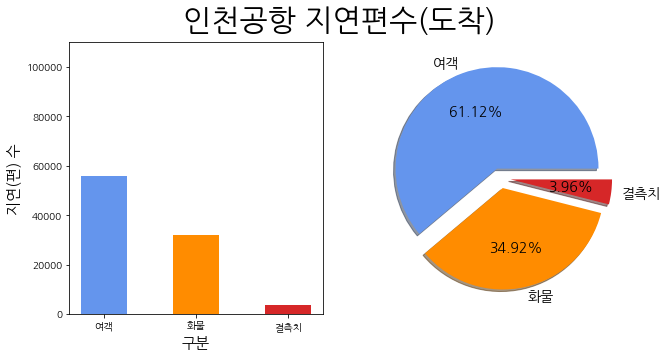 인천공항 지연편수(도착)
지연(편) 수
100000
80000
60000
40000
20000
0
여객
화물
결측치
구분
여객
61.12%
3.96%
결측치
34.92%
화물